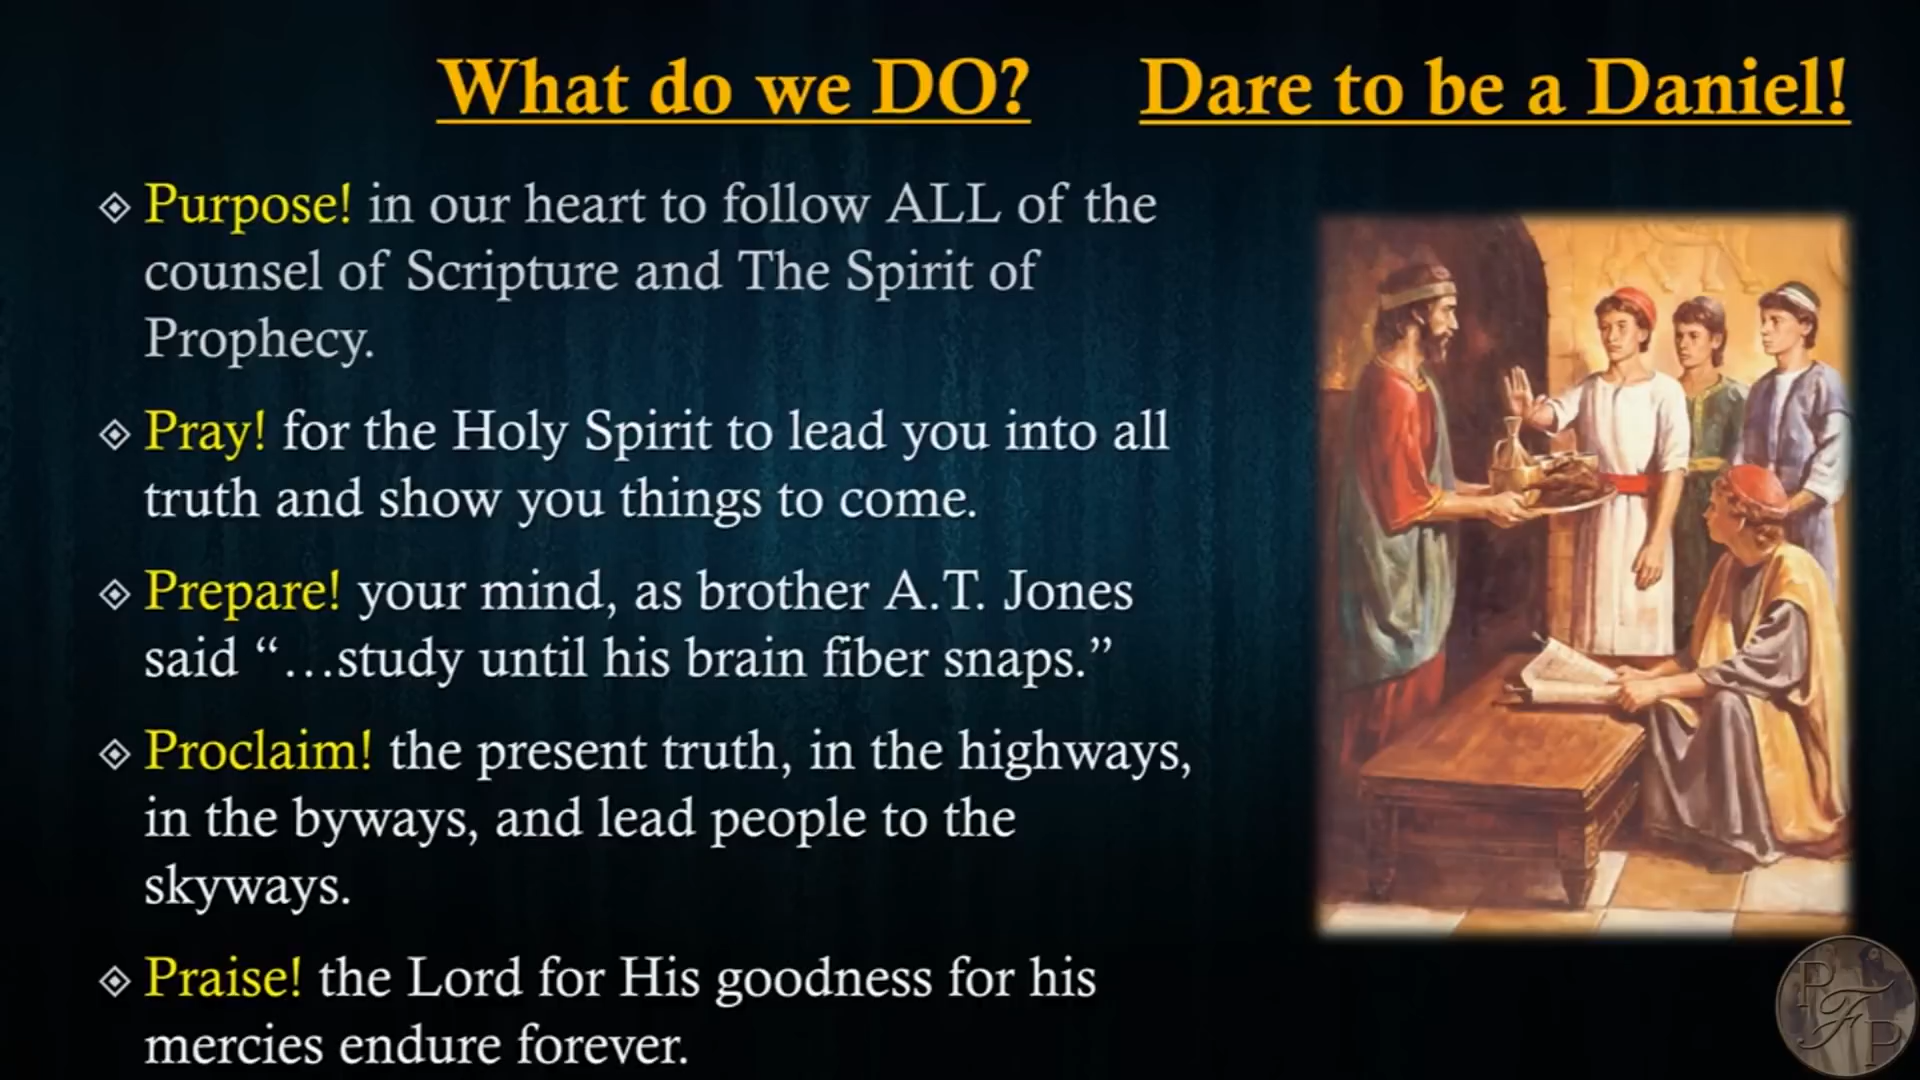 What do we DO? Dare to be a Daniel!
Purpose! in our heart to follow ALL of the
counsel of Scripture and The Spirit of
Prophecy.
Pray! for the Holy Spirit to lead you into all
truth and show you things to come.
Prepare! your mind, as brother A.T. Jones
said “…study until his brain fiber snaps.”
Proclaim! the present truth, in the highways,
in the byways, and lead people to the
skyways.
Praise! the Lord for His goodness for his
mercies endure forever.
PFP